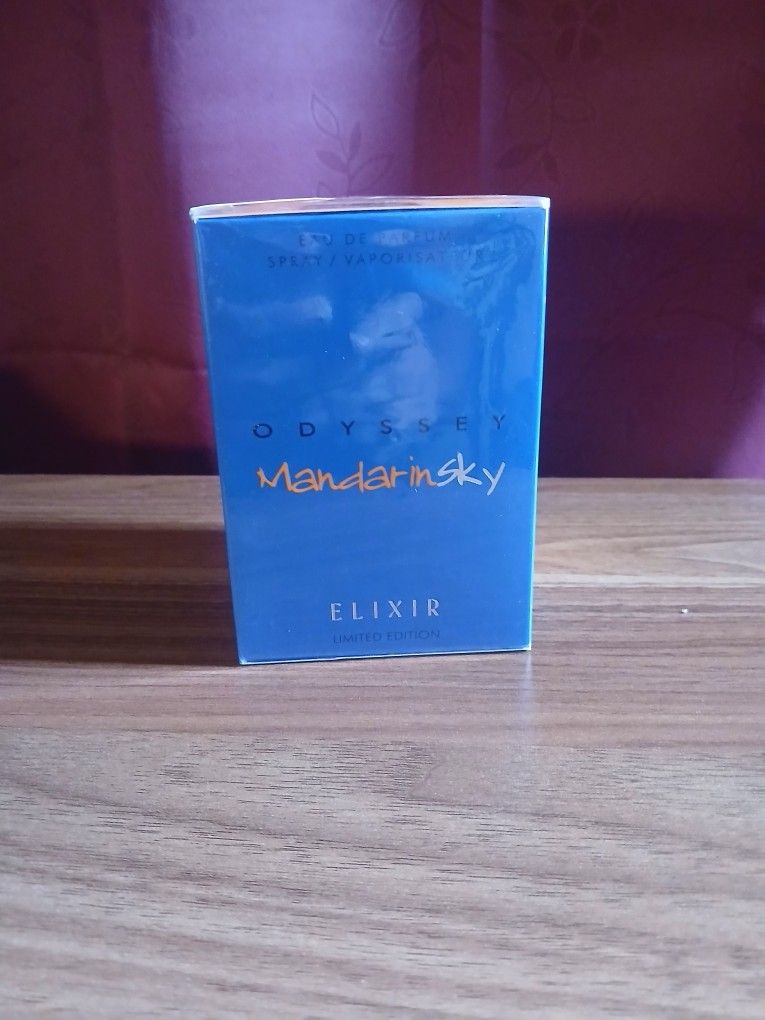 EAU DE PARFUM
SPRAY / VAPORISATEUR
ODYSSEY
MandarinSky
ELIXIR
LIMITED EDITION